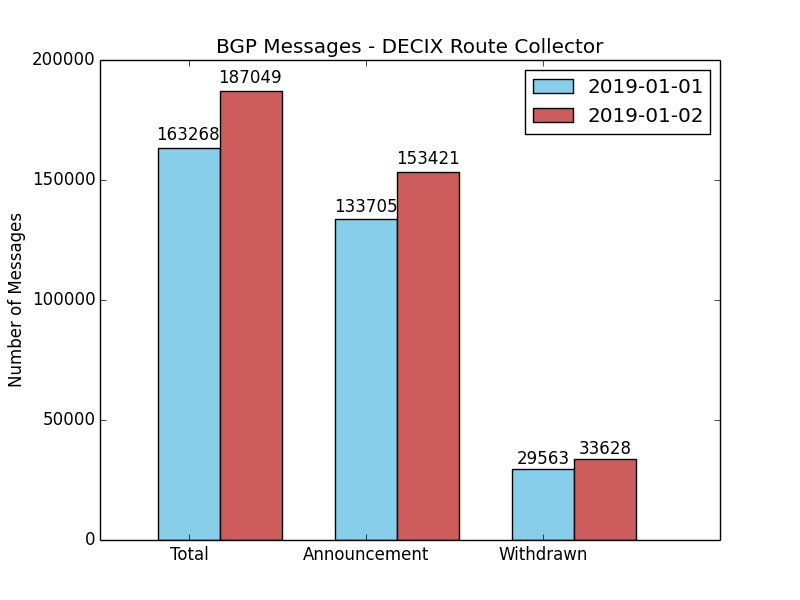 BGP Messages - DECIX Route Collector
200000
150000
100000
50000
0
Number of Messages
2019-01-01
2019-01-02
163268
187049
133705
153421
29563
33628
Total
Announcement
Withdrawn